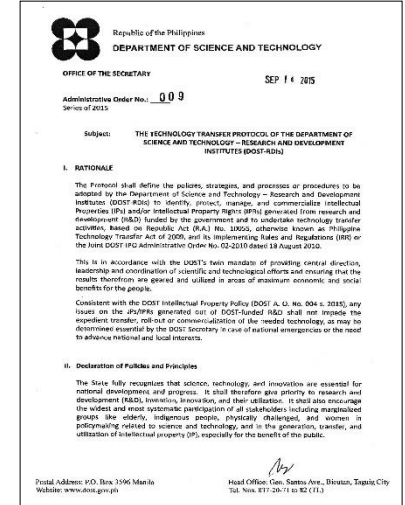 Republic of the Philippines
DEPARTMENT OF SCIENCE AND TECHNOLOGY
OFFICE OF THE SECRETARY
SEP 16 2015
Administrative Order No.: 009
Series of 2015
Subject: THE TECHNOLOGY TRANSFER PROTOCOL OF THE DEPARTMENT OF
SCIENCE AND TECHNOLOGY – RESEARCH AND DEVELOPMENT
INSTITUTES (DOST-RDIs)
I. RATIONALE
The Protocol shall define the policies, strategies, and processes or procedures to be
adopted by the Department of Science and Technology – Research and Development
Institutes (DOST-RDIs) to identify, protect, manage, and commercialize Intellectual
Properties (IPs) and/or Intellectual Property Rights (IPRs) generated from research and
development (R&D) funded by the government and to undertake technology transfer
activities, based on Republic Act (R.A.) No. 10055, otherwise known as Philippine
Technology Transfer Act of 2009, and its Implementing Rules and Regulations (IRR) or
the Joint DOST IPO Administrative Order No. 02-2010 dated 18 August 2010.
This is in accordance with the DOST's twin mandate of providing central direction,
leadership and coordination of scientific and technological efforts and ensuring that the
results therefrom are geared and utilized in areas of maximum economic and social
benefits for the people.
Consistent with the DOST Intellectual Property Policy (DOST A. O. No. 004 s. 2015), any
issues on the IPs/IPRs generated out of DOST-funded R&D shall not impede the
expedient transfer, roll-out or commercialization of the needed technology, as may be
determined essential by the DOST Secretary in case of national emergencies or the need
to advance national and local interests.
II. Declaration of Policies and Principles
The State fully recognizes that science, technology, and innovation are essential for
national development and progress. It shall therefore give priority to research and
development (R&D), invention, innovation, and their utilization. It shall also encourage
the widest and most systematic participation of all stakeholders including marginalized
groups like elderly, indigenous people, physically challenged, and women in
policymaking related to science and technology, and in the generation, transfer, and
utilization of intellectual property (IP), especially for the benefit of the public.
Postal Address: P.O. Box 3596 Manila
Website: www.dost.gov.ph
Head Office: Gen. Santos Ave., Bicutan, Taguig City
Tel. Nos. 837-20-71 to 82 (TL)